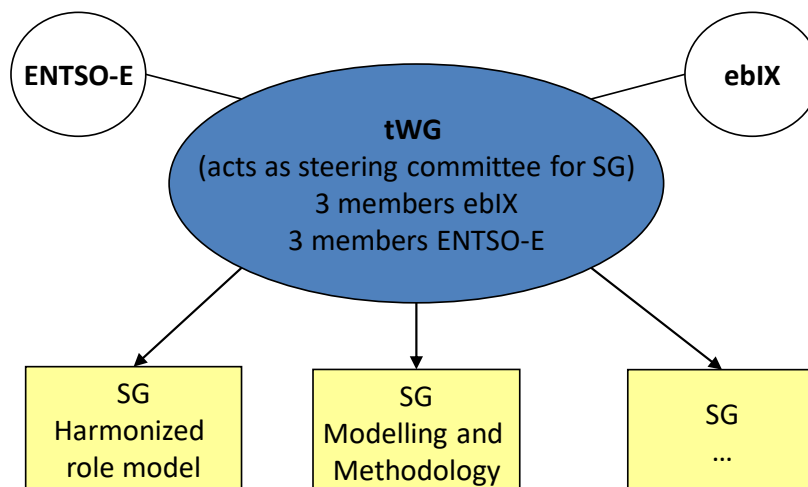 ENTSO-E
ebIX
tWG
(acts as steering committee for SG)
3 members ebIX
3 members ENTSO-E
SG
Harmonized
role model
SG
Modelling and
Methodology
SG
...